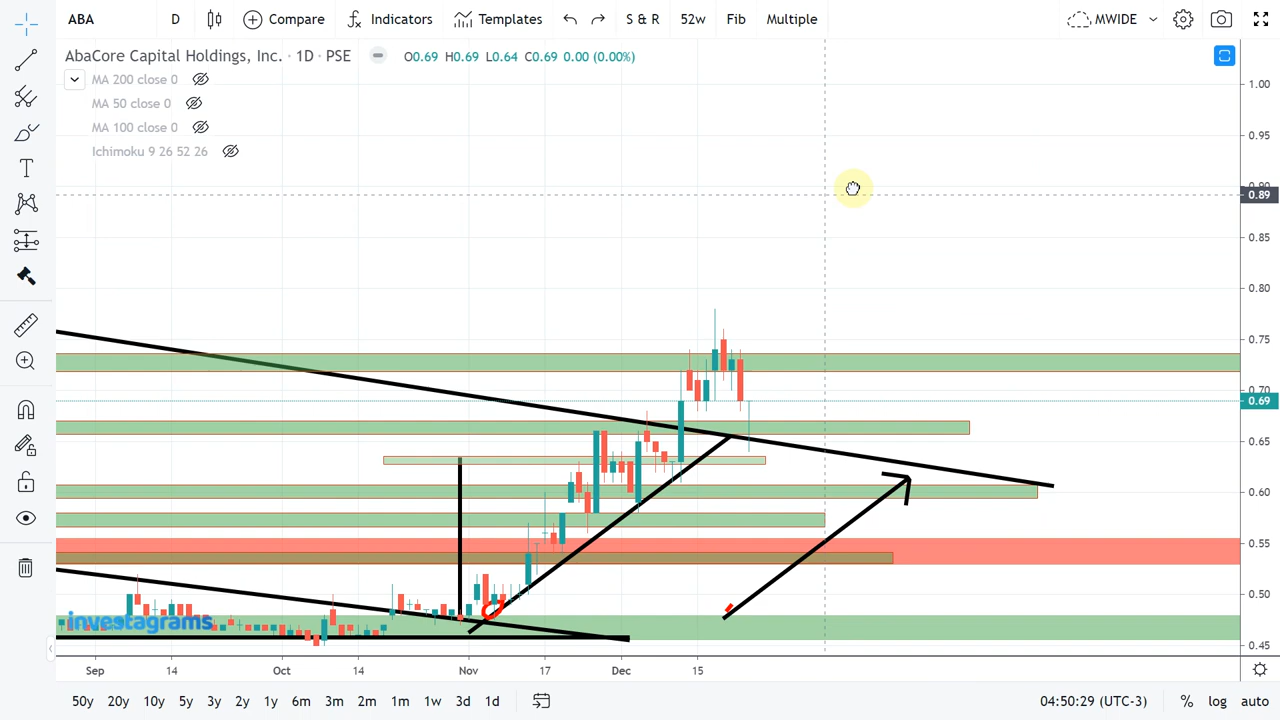 ABA D Compare Indicators Templates S & R 52w Fib Multiple MWIDE
AbaCore Capital Holdings, Inc. · 1D · PSE O0.69 H0.69 L0.64 C0.69 0.00 (0.00%)
MA 200 close 0
MA 50 close 0
MA 100 close 0
Ichimoku 9 26 52 26
1.00
0.95
0.90
0.89
0.85
0.80
0.75
0.70
0.69
0.65
0.60
0.55
0.50
0.45
investagrams
Sep 14 Oct 14 Nov 17 Dec 15
50y 20y 10y 5y 3y 2y 1y 6m 3m 2m 1m 1w 3d 1d 04:50:29 (UTC-3) % log auto